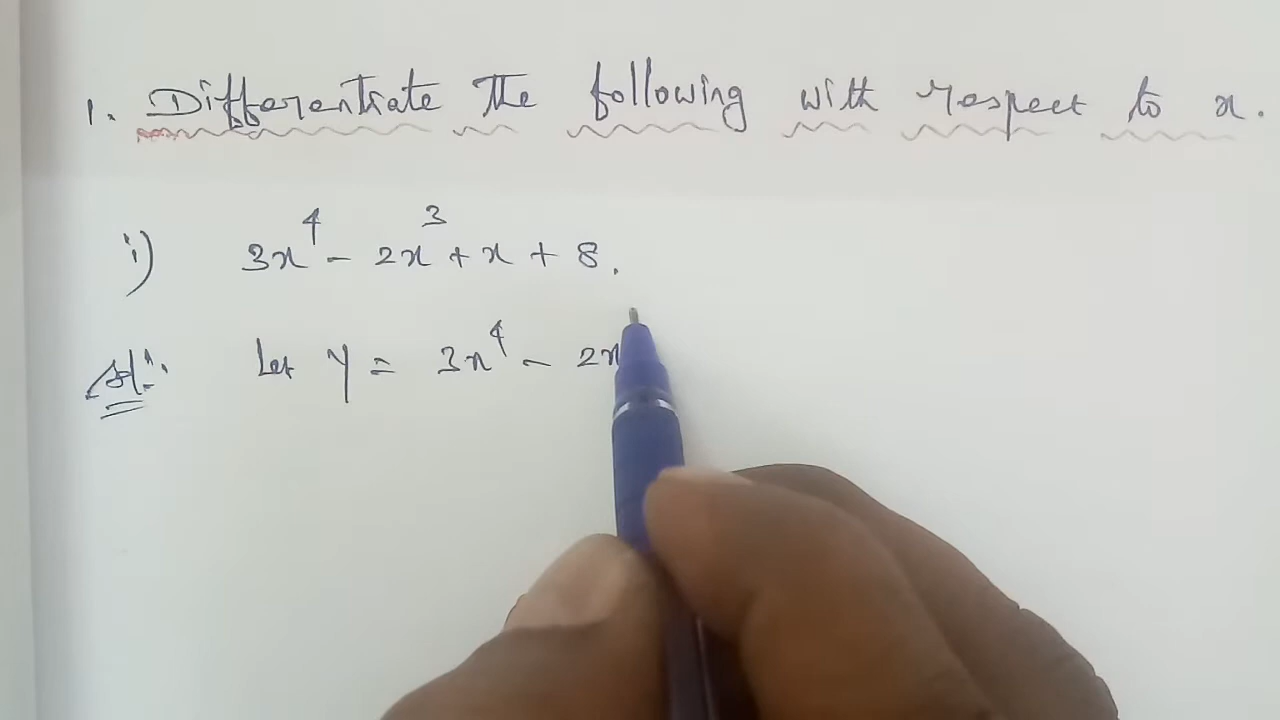 1. Differentiate the following with respect to x.
i) 3x⁴ - 2x³ + x + 8.
Sol:. Let y = 3x⁴ - 2x